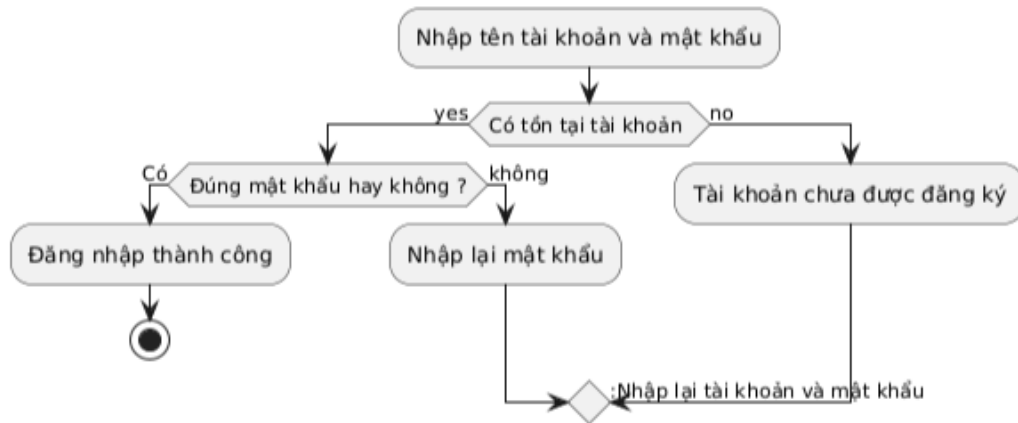 Nhập tên tài khoản và mật khẩu
yes
Có tồn tại tài khoản
no
Có
Đúng mật khẩu hay không ?
không
Tài khoản chưa được đăng ký
Đăng nhập thành công
Nhập lại mật khẩu
:Nhập lại tài khoản và mật khẩu